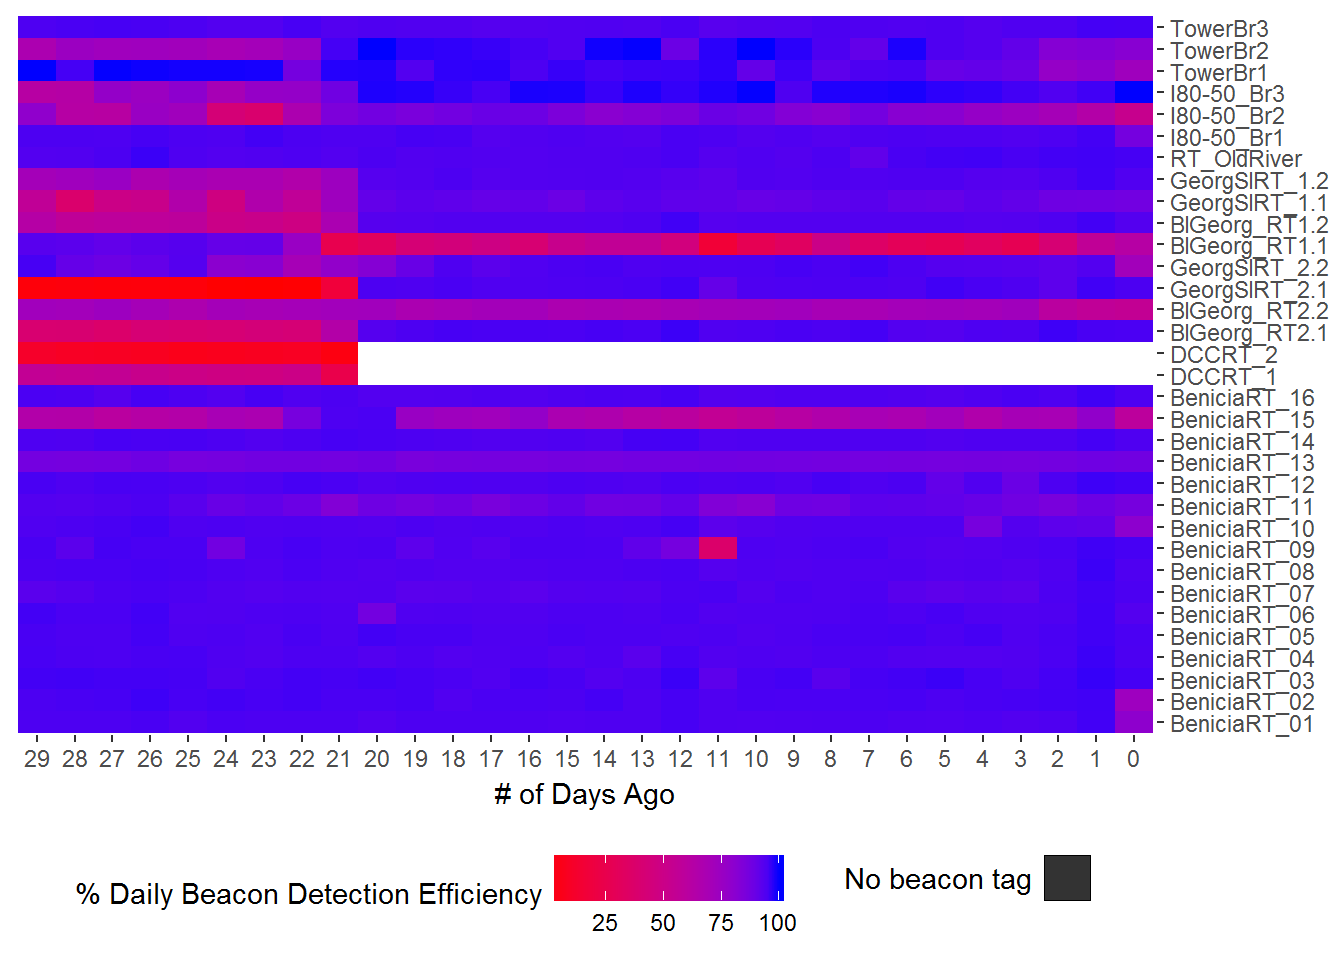 TowerBr3
TowerBr2
TowerBr1
I80-50_Br3
I80-50_Br2
I80-50_Br1
RT_OldRiver
GeorgSlRT_1.2
GeorgSlRT_1.1
BlGeorg_RT1.2
BlGeorg_RT1.1
GeorgSlRT_2.2
GeorgSlRT_2.1
BlGeorg_RT2.2
BlGeorg_RT2.1
DCCRT_2
DCCRT_1
BeniciaRT_16
BeniciaRT_15
BeniciaRT_14
BeniciaRT_13
BeniciaRT_12
BeniciaRT_11
BeniciaRT_10
BeniciaRT_09
BeniciaRT_08
BeniciaRT_07
BeniciaRT_06
BeniciaRT_05
BeniciaRT_04
BeniciaRT_03
BeniciaRT_02
BeniciaRT_01
29 28 27 26 25 24 23 22 21 20 19 18 17 16 15 14 13 12 11 10 9 8 7 6 5 4 3 2 1 0
# of Days Ago
% Daily Beacon Detection Efficiency
25 50 75 100
No beacon tag